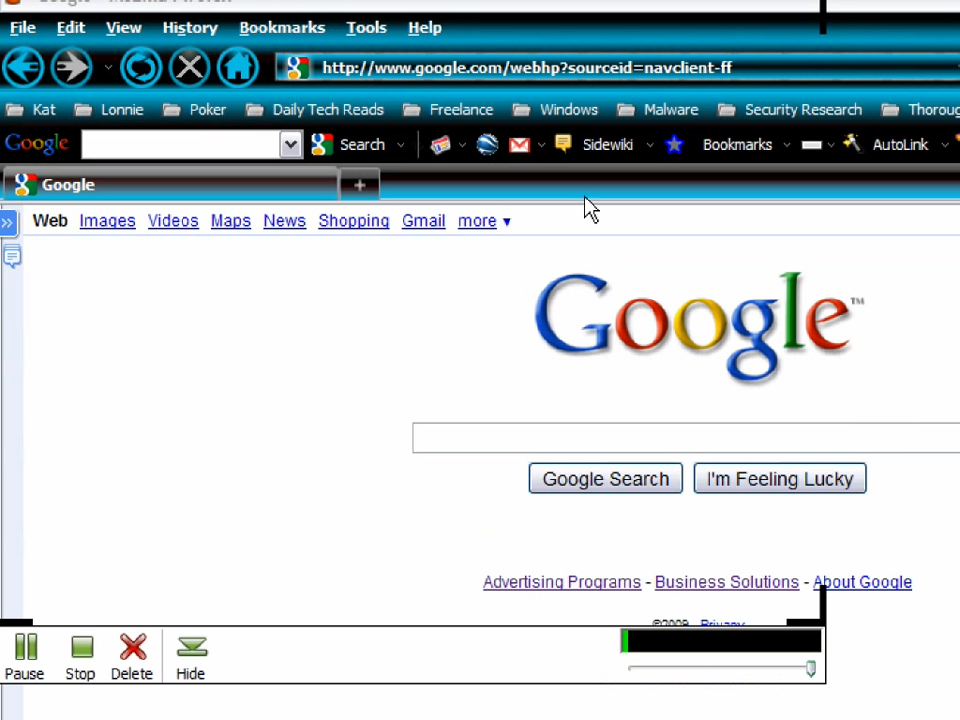 Google - Mozilla Firefox
File Edit View History Bookmarks Tools Help
http://www.google.com/webhp?sourceid=navclient-ff
Kat Lonnie Poker Daily Tech Reads Freelance Windows Malware Security Research Thoroug
Google Search Sidewiki Bookmarks AutoLink
Google +
Web Images Videos Maps News Shopping Gmail more
Google™
Google Search I'm Feeling Lucky
Advertising Programs - Business Solutions - About Google
©2009 Privacy
Pause Stop Delete Hide